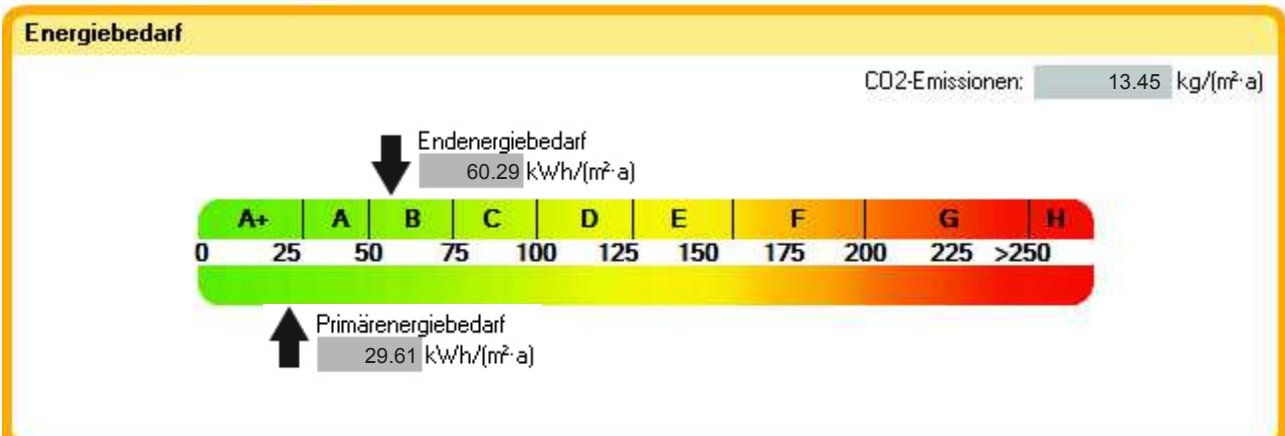 Energiebedarf
CO2-Emissionen: 13.45 kg/(m²·a)
Endenergiebedarf
60.29 kWh/(m²·a)
A+ A B C D E F G H
0 25 50 75 100 125 150 175 200 225 >250
Primärenergiebedarf
29.61 kWh/(m²·a)